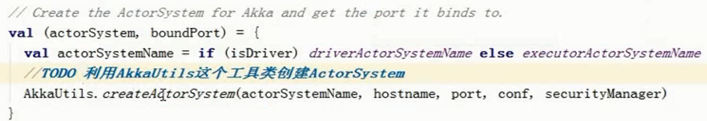 // Create the ActorSystem for Akka and get the port it binds to.
val (actorSystem, boundPort) = {
val actorSystemName = if (isDriver) driverActorSystemName else executorActorSystemName
//TODO 利用AkkaUtils这个工具类创建ActorSystem
AkkaUtils.createActorSystem(actorSystemName, hostname, port, conf, securityManager)
}